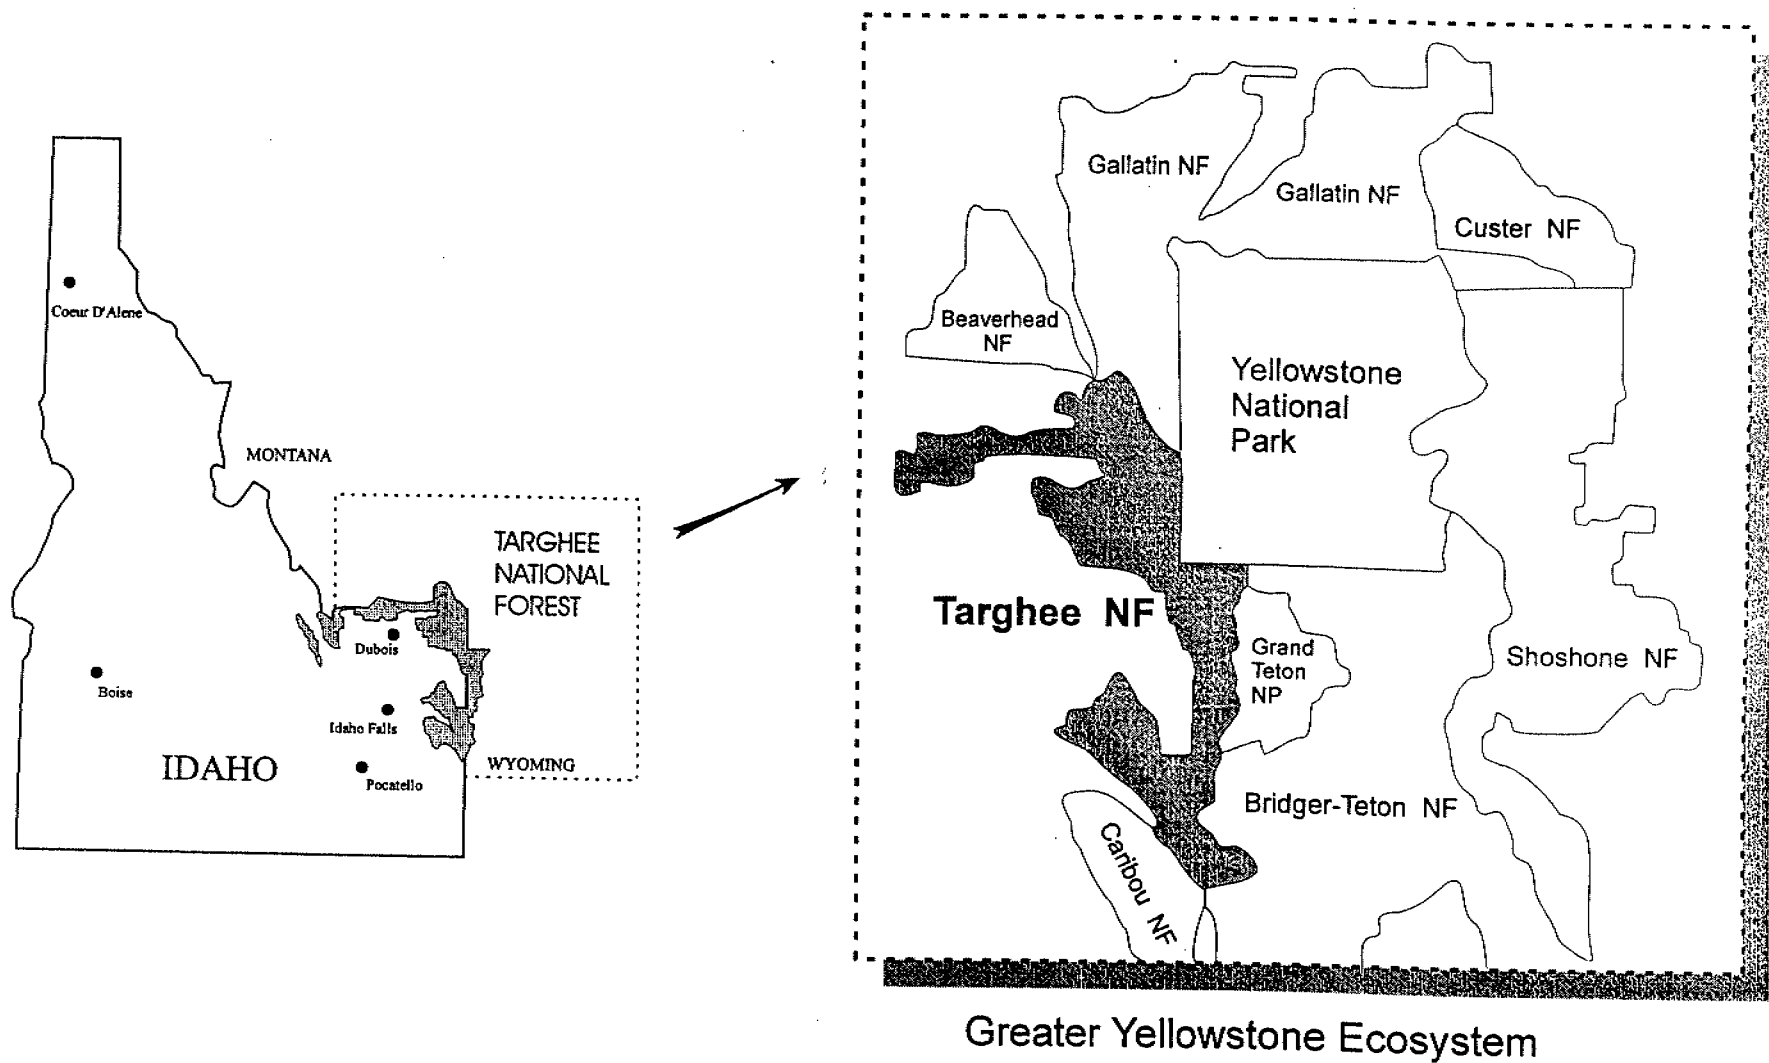 Coeur D'Alene
MONTANA
TARGHEE
NATIONAL
FOREST
Dubois
Boise
Idaho Falls
IDAHO
WYOMING
Pocatello
Gallatin NF
Gallatin NF
Custer NF
Beaverhead
NF
Yellowstone
National
Park
Targhee NF
Grand
Teton
NP
Shoshone NF
Bridger-Teton NF
Caribou NF
Greater Yellowstone Ecosystem